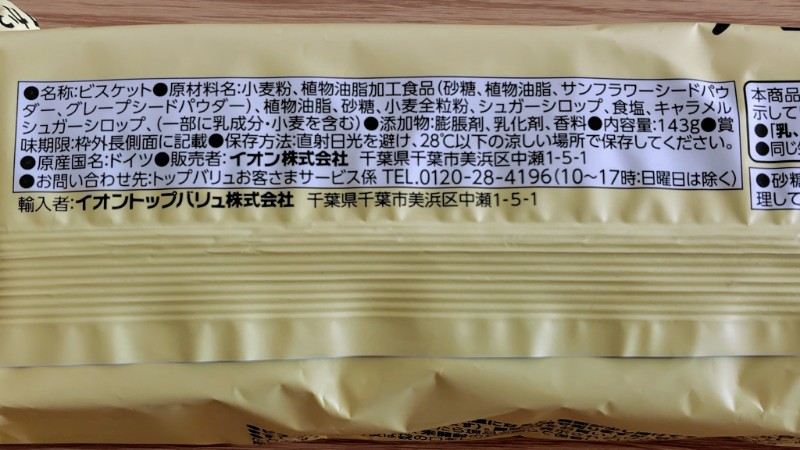 ●名称:ビスケット●原材料名:小麦粉、植物油脂加工食品(砂糖、植物油脂、サンフラワーシードパウ
ダー、グレープシードパウダー)、植物油脂、砂糖、小麦全粒粉、シュガーシロップ、食塩、キャラメル
シュガーシロップ、(一部に乳成分・小麦を含む)●添加物:膨脹剤、乳化剤、香料●内容量:143g●賞
味期限:枠外長側面に記載●保存方法:直射日光を避け、28℃以下の涼しい場所で保存してください。
●原産国名:ドイツ●販売者:イオン株式会社 千葉県千葉市美浜区中瀬1-5-1
●お問い合わせ先:トップバリュお客さまサービス係 TEL.0120-28-4196(10~17時:日曜日は除く)
輸入者:イオントップバリュ株式会社 千葉県千葉市美浜区中瀬1-5-1
本商品
示して
●「乳、
●同じ
●砂糖
理して